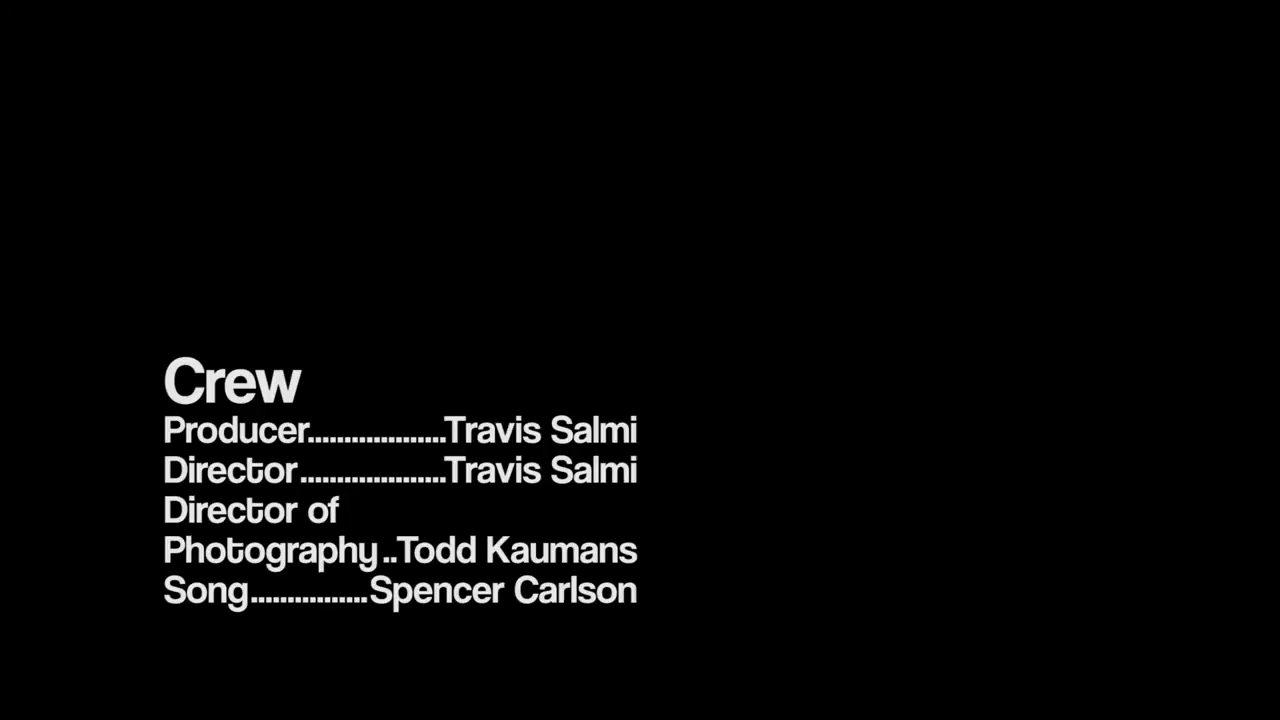 Crew
Producer...................Travis Salmi
Director....................Travis Salmi
Director of
Photography..Todd Kaumans
Song................Spencer Carlson